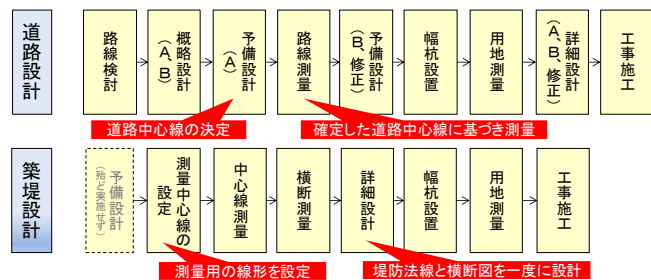 道路設計
路線検討
概略設計
(A、B)
予備設計
(A)
路線測量
予備設計
(B、修正)
幅杭設置
用地測量
詳細設計
(A、B、修正)
工事施工
道路中心線の決定
確定した道路中心線に基づき測量
築堤設計
予備設計
(殆ど実施せず)
測量中心線の
設定
中心線測量
横断測量
詳細設計
幅杭設置
用地測量
工事施工
測量用の線形を設定
堤防法線と横断図を一度に設計